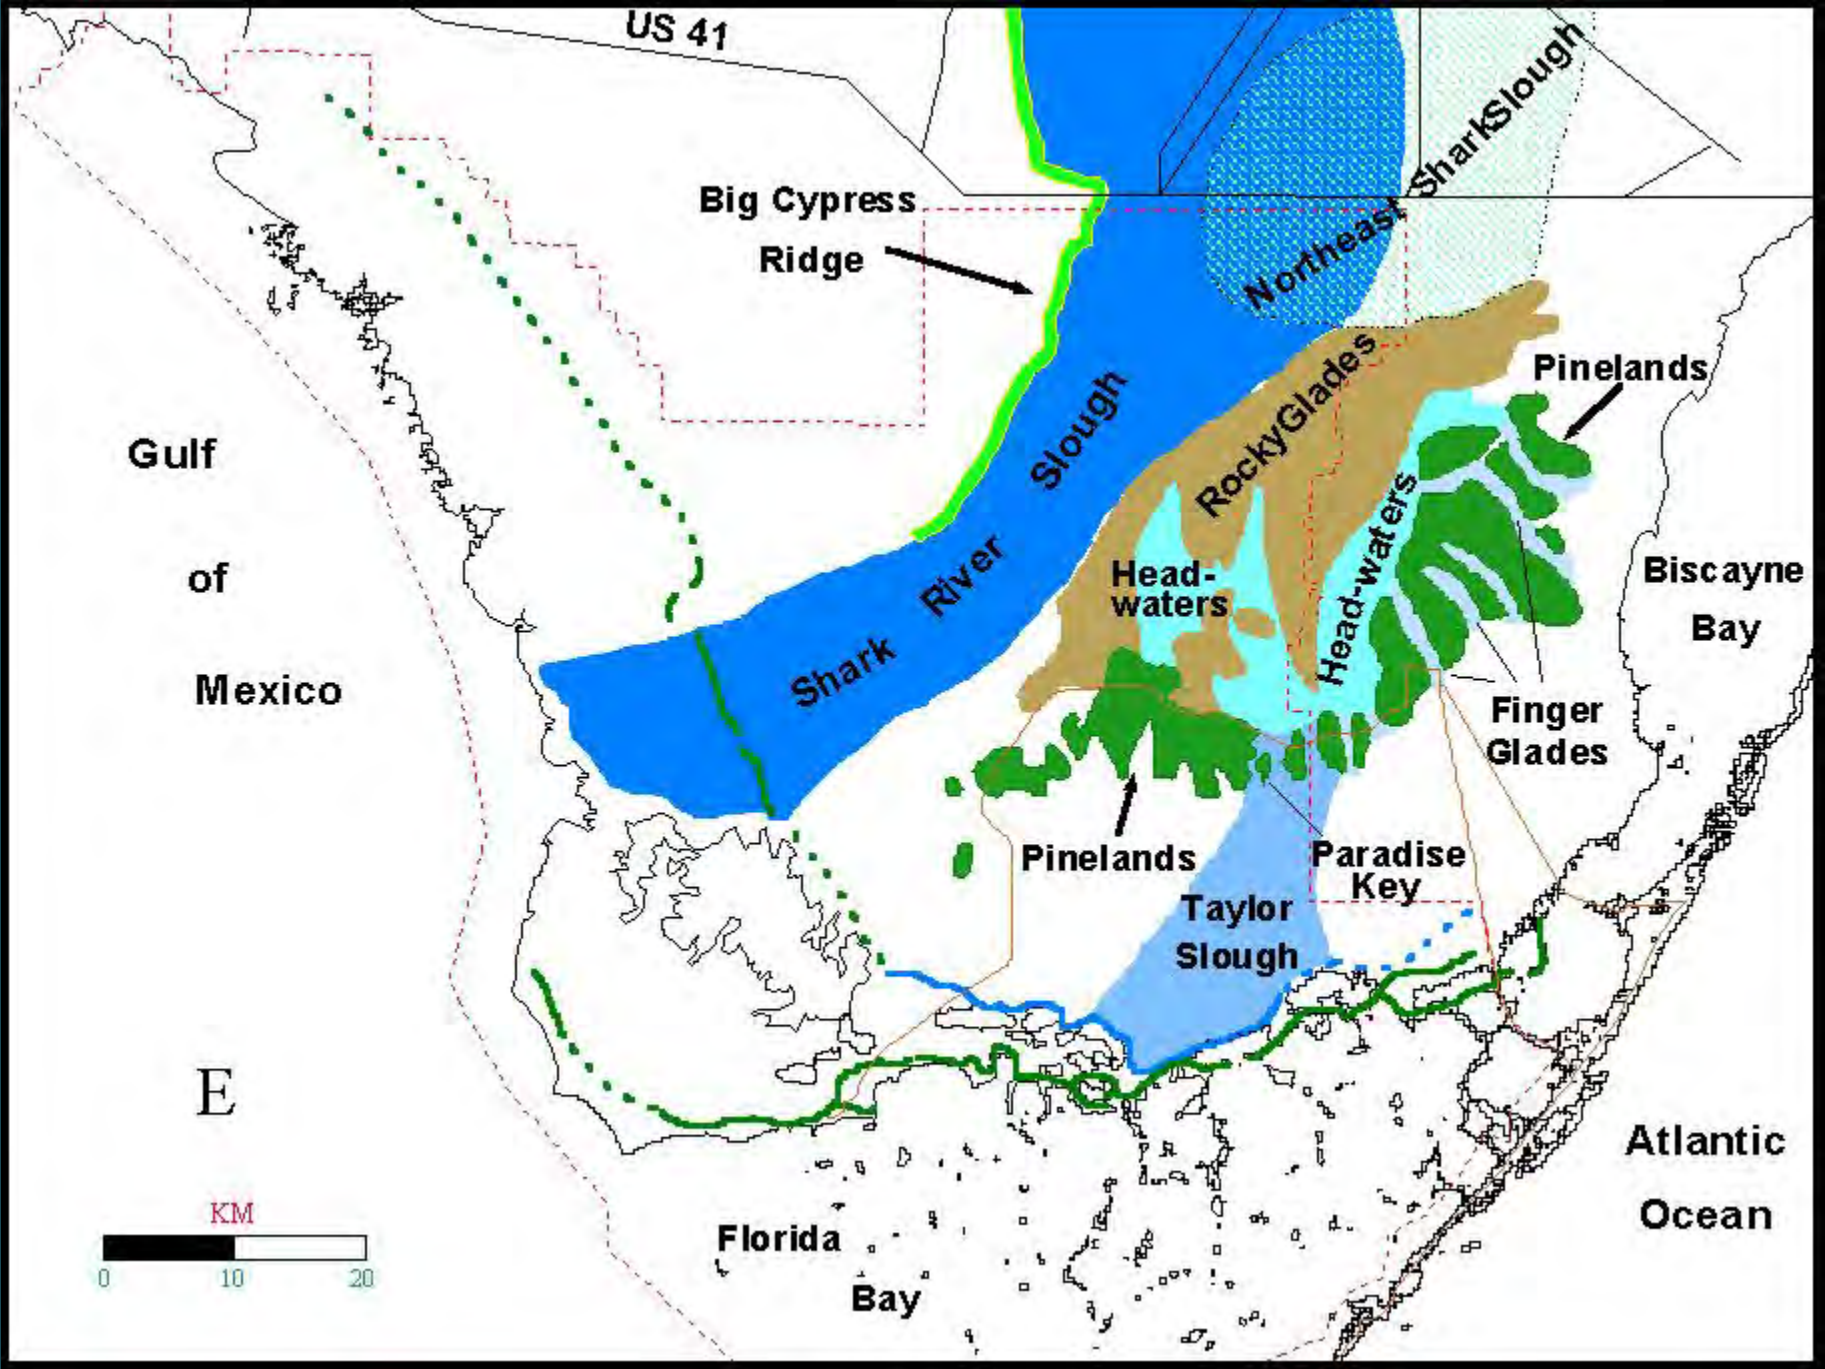 US 41
Northeast SharkSlough
Big Cypress
Ridge
Pinelands
RockyGlades
Shark River Slough
Gulf
of
Mexico
Head-
waters
Head-waters
Biscayne
Bay
Finger
Glades
Pinelands
Paradise
Key
Taylor
Slough
E
KM
0 10 20
Florida
Bay
Atlantic
Ocean